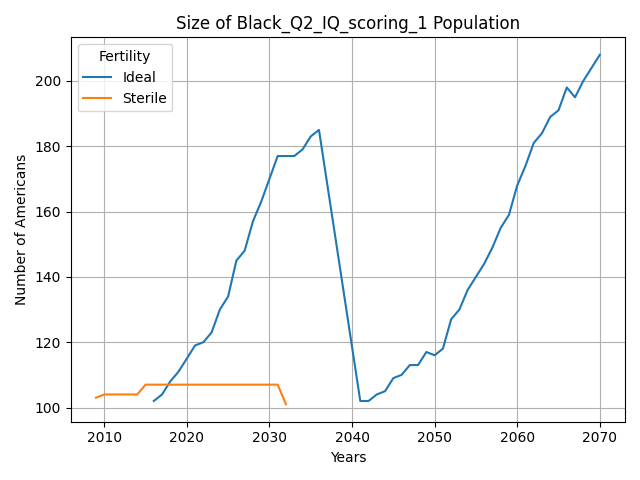 Size of Black_Q2_IQ_scoring_1 Population
Fertility
Ideal
Sterile
Number of Americans
200
180
160
140
120
100
2010 2020 2030 2040 2050 2060 2070
Years